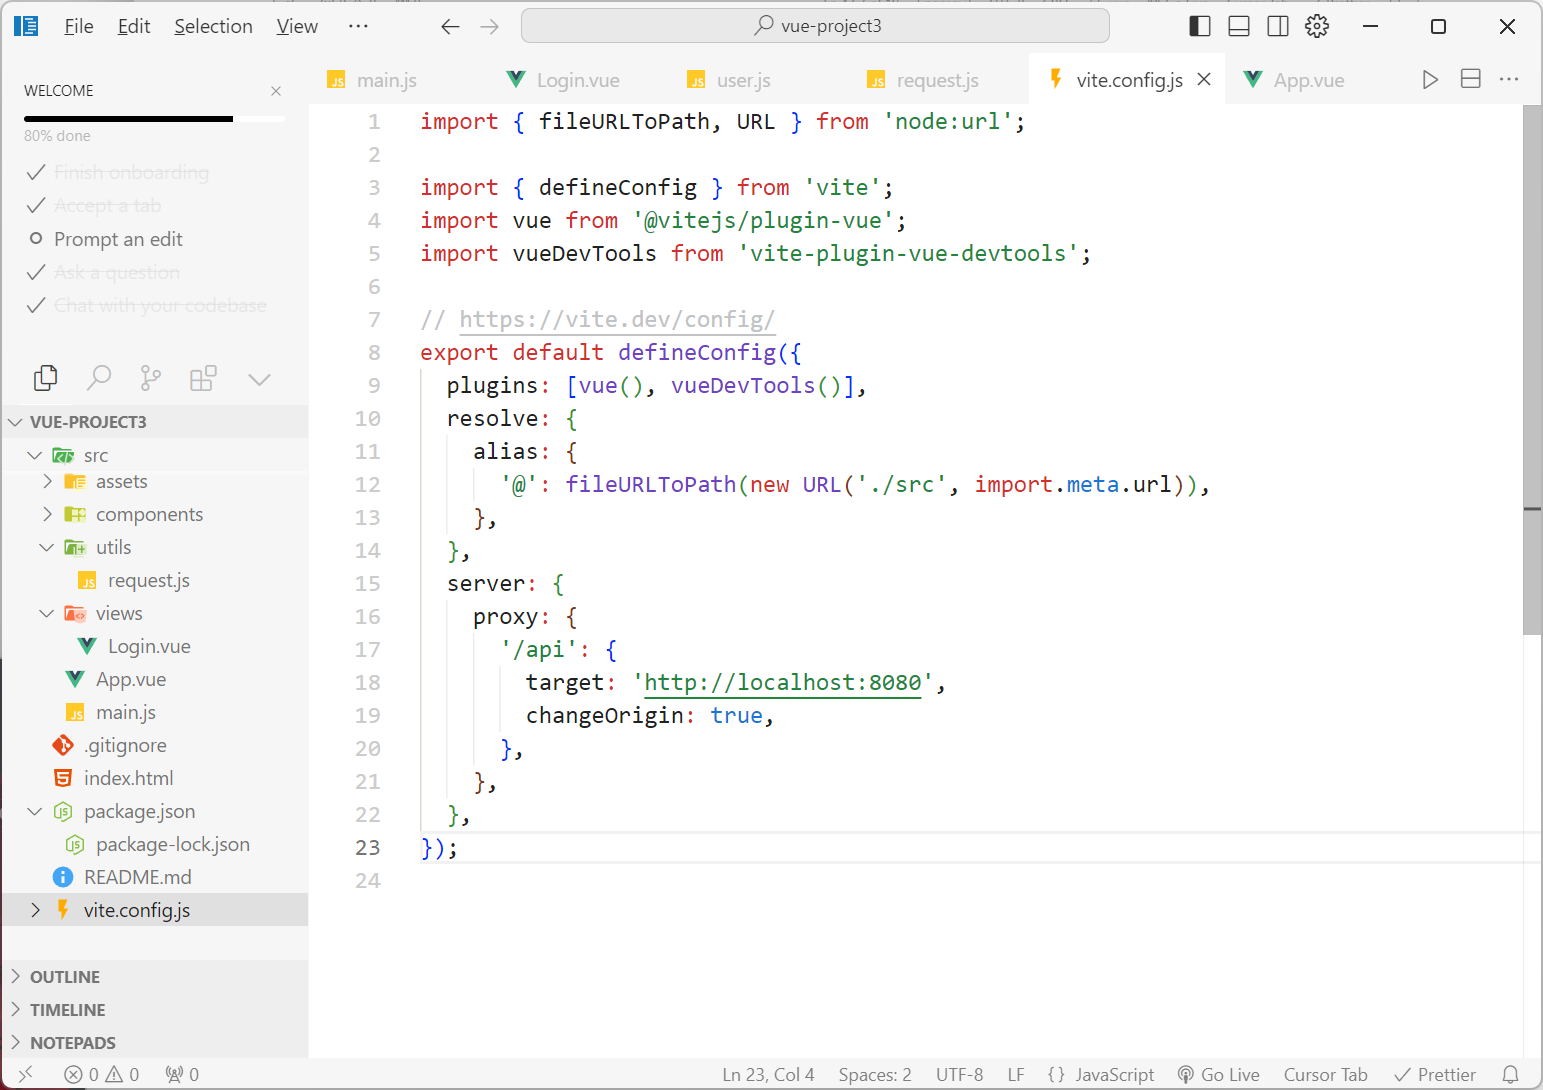 File Edit Selection View ··· vue-project3
WELCOME
80% done
Finish onboarding
Accept a tab
Prompt an edit
Ask a question
Chat with your codebase
VUE-PROJECT3
src
assets
components
utils
request.js
views
Login.vue
App.vue
main.js
.gitignore
index.html
package.json
package-lock.json
README.md
vite.config.js
OUTLINE
TIMELINE
NOTEPADS
main.js Login.vue user.js request.js vite.config.js App.vue
1 import { fileURLToPath, URL } from 'node:url';
2
3 import { defineConfig } from 'vite';
4 import vue from '@vitejs/plugin-vue';
5 import vueDevTools from 'vite-plugin-vue-devtools';
6
7 // https://vite.dev/config/
8 export default defineConfig({
9 plugins: [vue(), vueDevTools()],
10 resolve: {
11 alias: {
12 '@': fileURLToPath(new URL('./src', import.meta.url)),
13 },
14 },
15 server: {
16 proxy: {
17 '/api': {
18 target: 'http://localhost:8080',
19 changeOrigin: true,
20 },
21 },
22 },
23 });
24
0 0 0 Ln 23, Col 4 Spaces: 2 UTF-8 LF {} JavaScript Go Live Cursor Tab Prettier